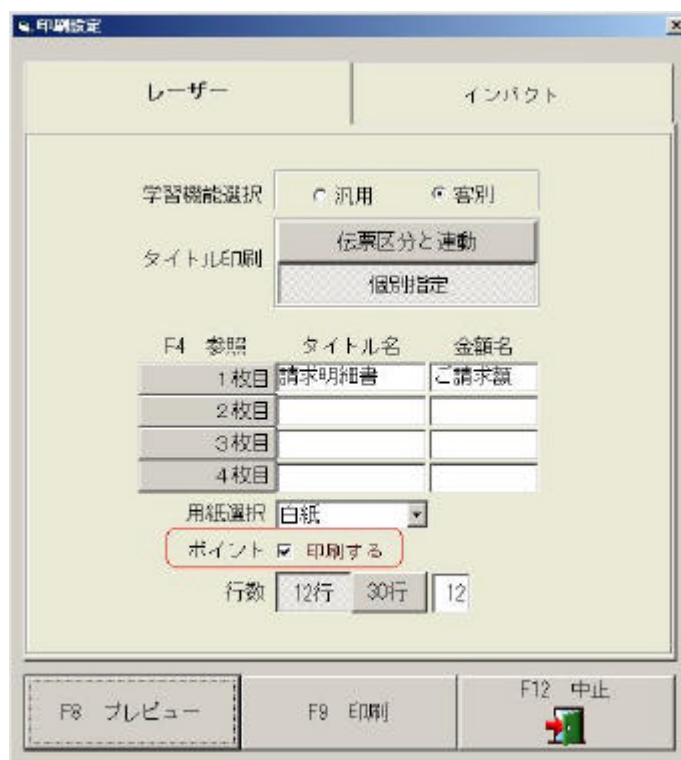 印刷設定
レーザー
インパクト
学習機能選択 汎用 客別
タイトル印刷 伝票区分と連動
個別指定
F4 参照 タイトル名 金額名
1枚目 請求明細書 ご請求額
2枚目
3枚目
4枚目
用紙選択 白紙
ポイント 印刷する
行数 12行 30行 12
F8 プレビュー F9 印刷 F12 中止